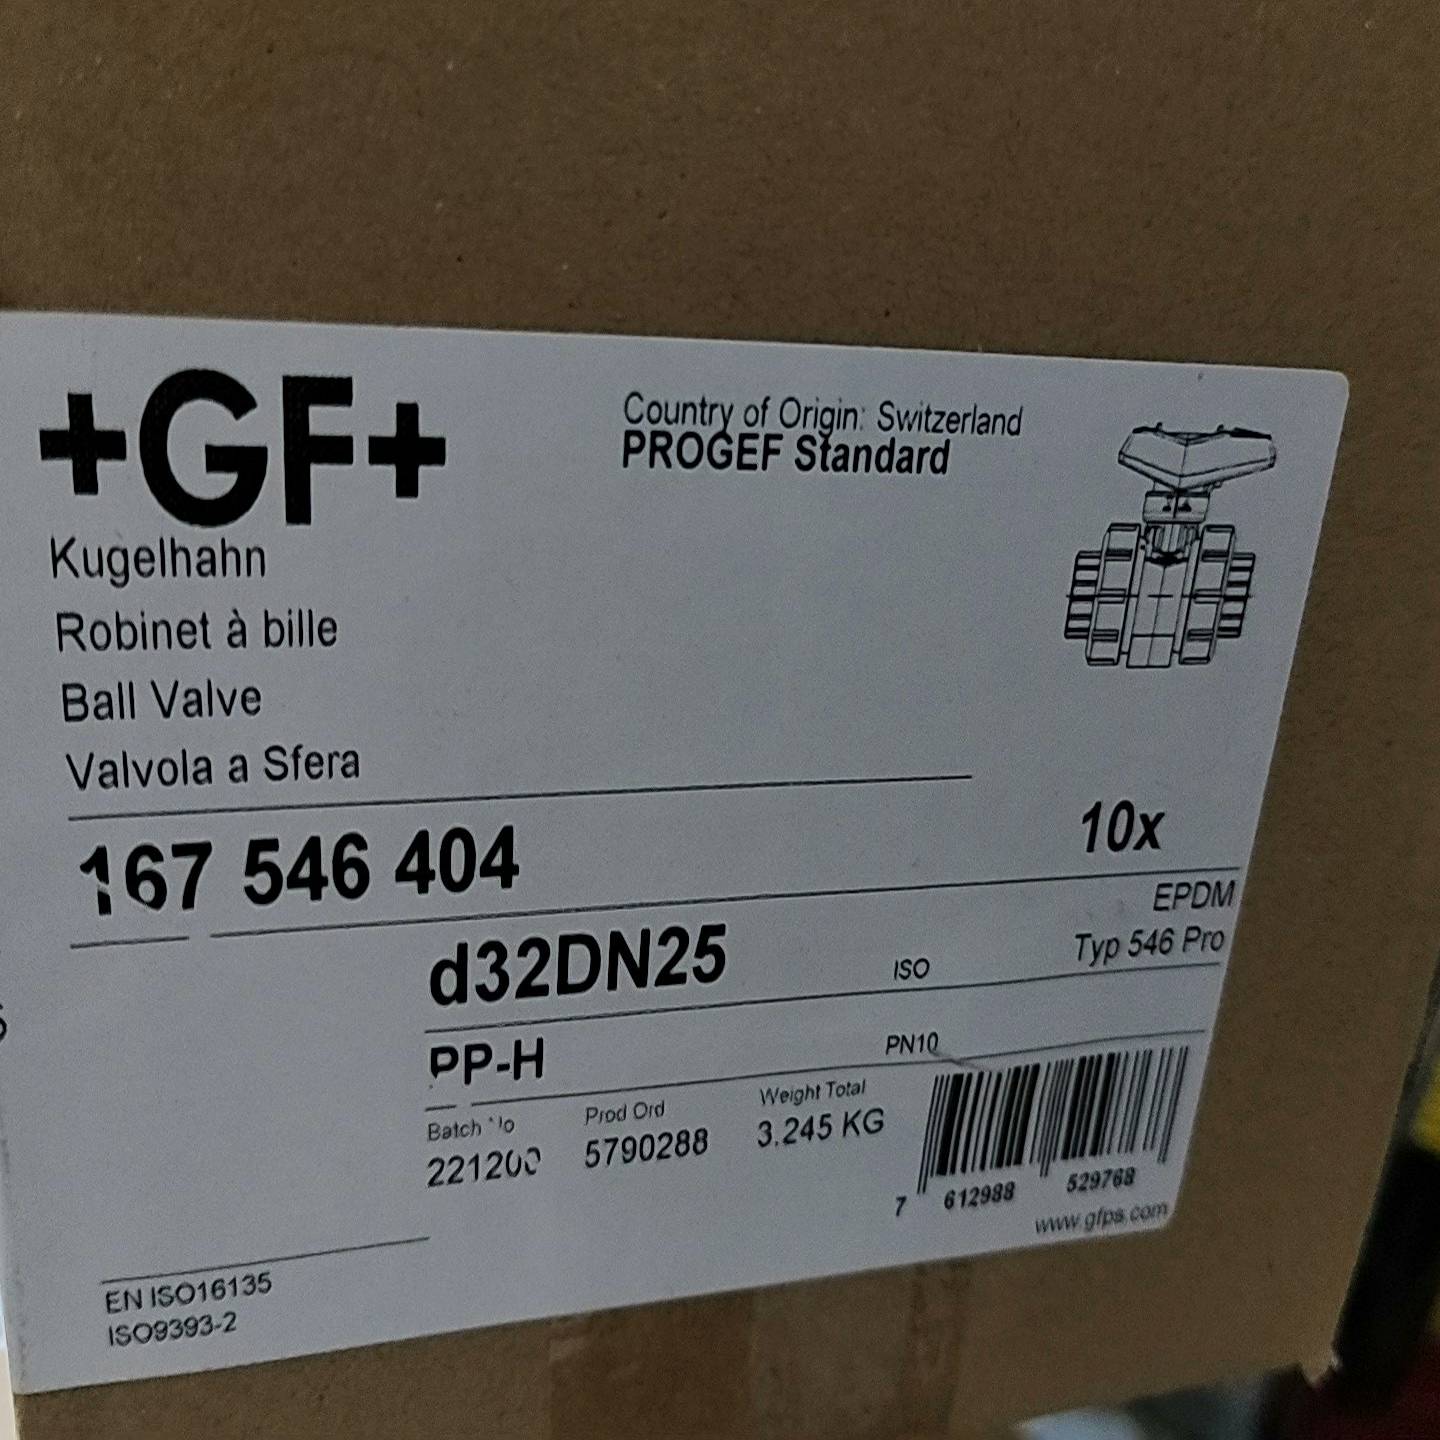 +GF+
Country of Origin: Switzerland
PROGEF Standard
Kugelhahn
Robinet à bille
Ball Valve
Valvola a Sfera
167 546 404
10x
EPDM
d32DN25
ISO
Typ 546 Pro
PP-H
PN10
Batch No
Prod Ord
Weight Total
5790288
3.245 KG
7 612988 529768
www.gfps.com
EN ISO16135
ISO9393-2